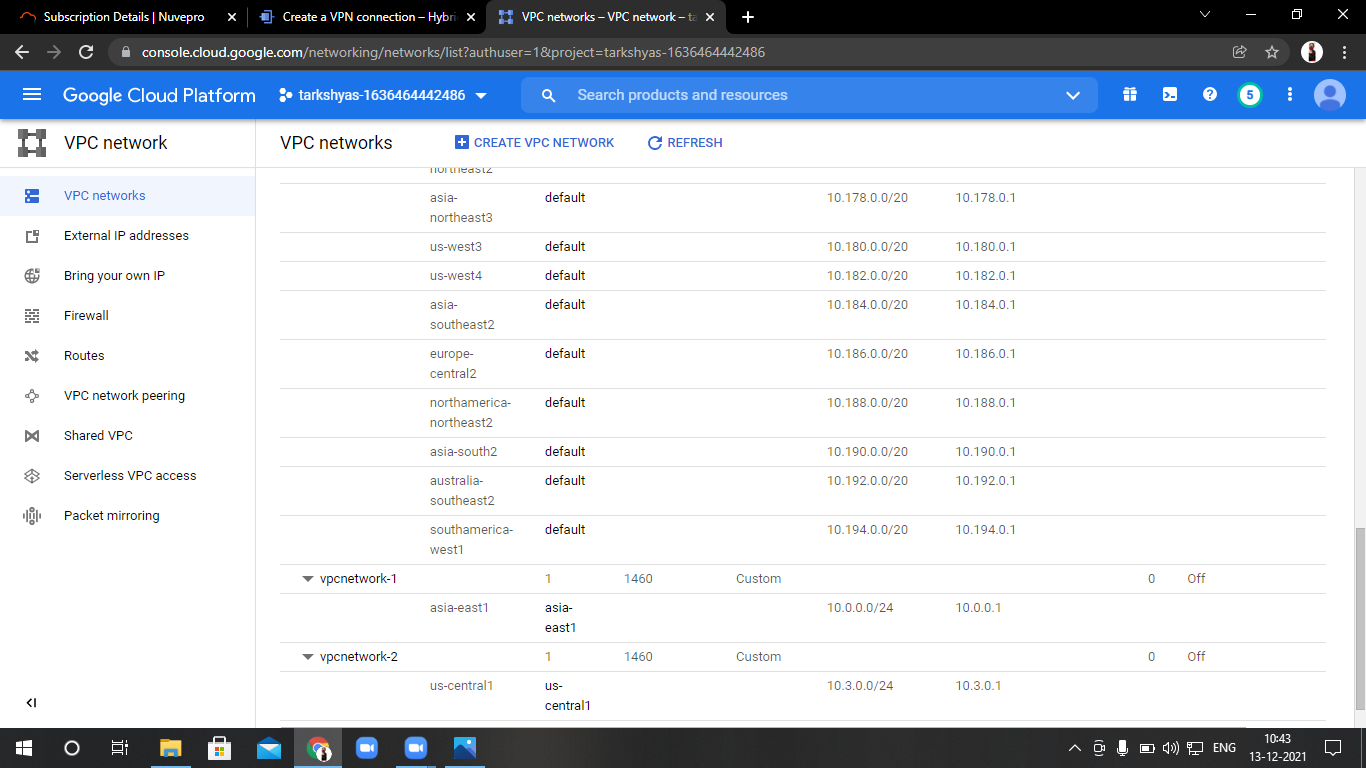 Subscription Details | Nuvepro
Create a VPN connection – Hybri
VPC networks – VPC network – ta
console.cloud.google.com/networking/networks/list?authuser=1&project=tarkshyas-1636464442486
Google Cloud Platform
tarkshyas-1636464442486
Search products and resources
5
VPC network
VPC networks
CREATE VPC NETWORK
REFRESH
VPC networks
External IP addresses
Bring your own IP
Firewall
Routes
VPC network peering
Shared VPC
Serverless VPC access
Packet mirroring
northeast2
asia-northeast3 default 10.178.0.0/20 10.178.0.1
us-west3 default 10.180.0.0/20 10.180.0.1
us-west4 default 10.182.0.0/20 10.182.0.1
asia-southeast2 default 10.184.0.0/20 10.184.0.1
europe-central2 default 10.186.0.0/20 10.186.0.1
northamerica-northeast2 default 10.188.0.0/20 10.188.0.1
asia-south2 default 10.190.0.0/20 10.190.0.1
australia-southeast2 default 10.192.0.0/20 10.192.0.1
southamerica-west1 default 10.194.0.0/20 10.194.0.1
vpcnetwork-1 1 1460 Custom 0 Off
asia-east1 asia-east1 10.0.0.0/24 10.0.0.1
vpcnetwork-2 1 1460 Custom 0 Off
us-central1 us-central1 10.3.0.0/24 10.3.0.1
ENG
10:43
13-12-2021